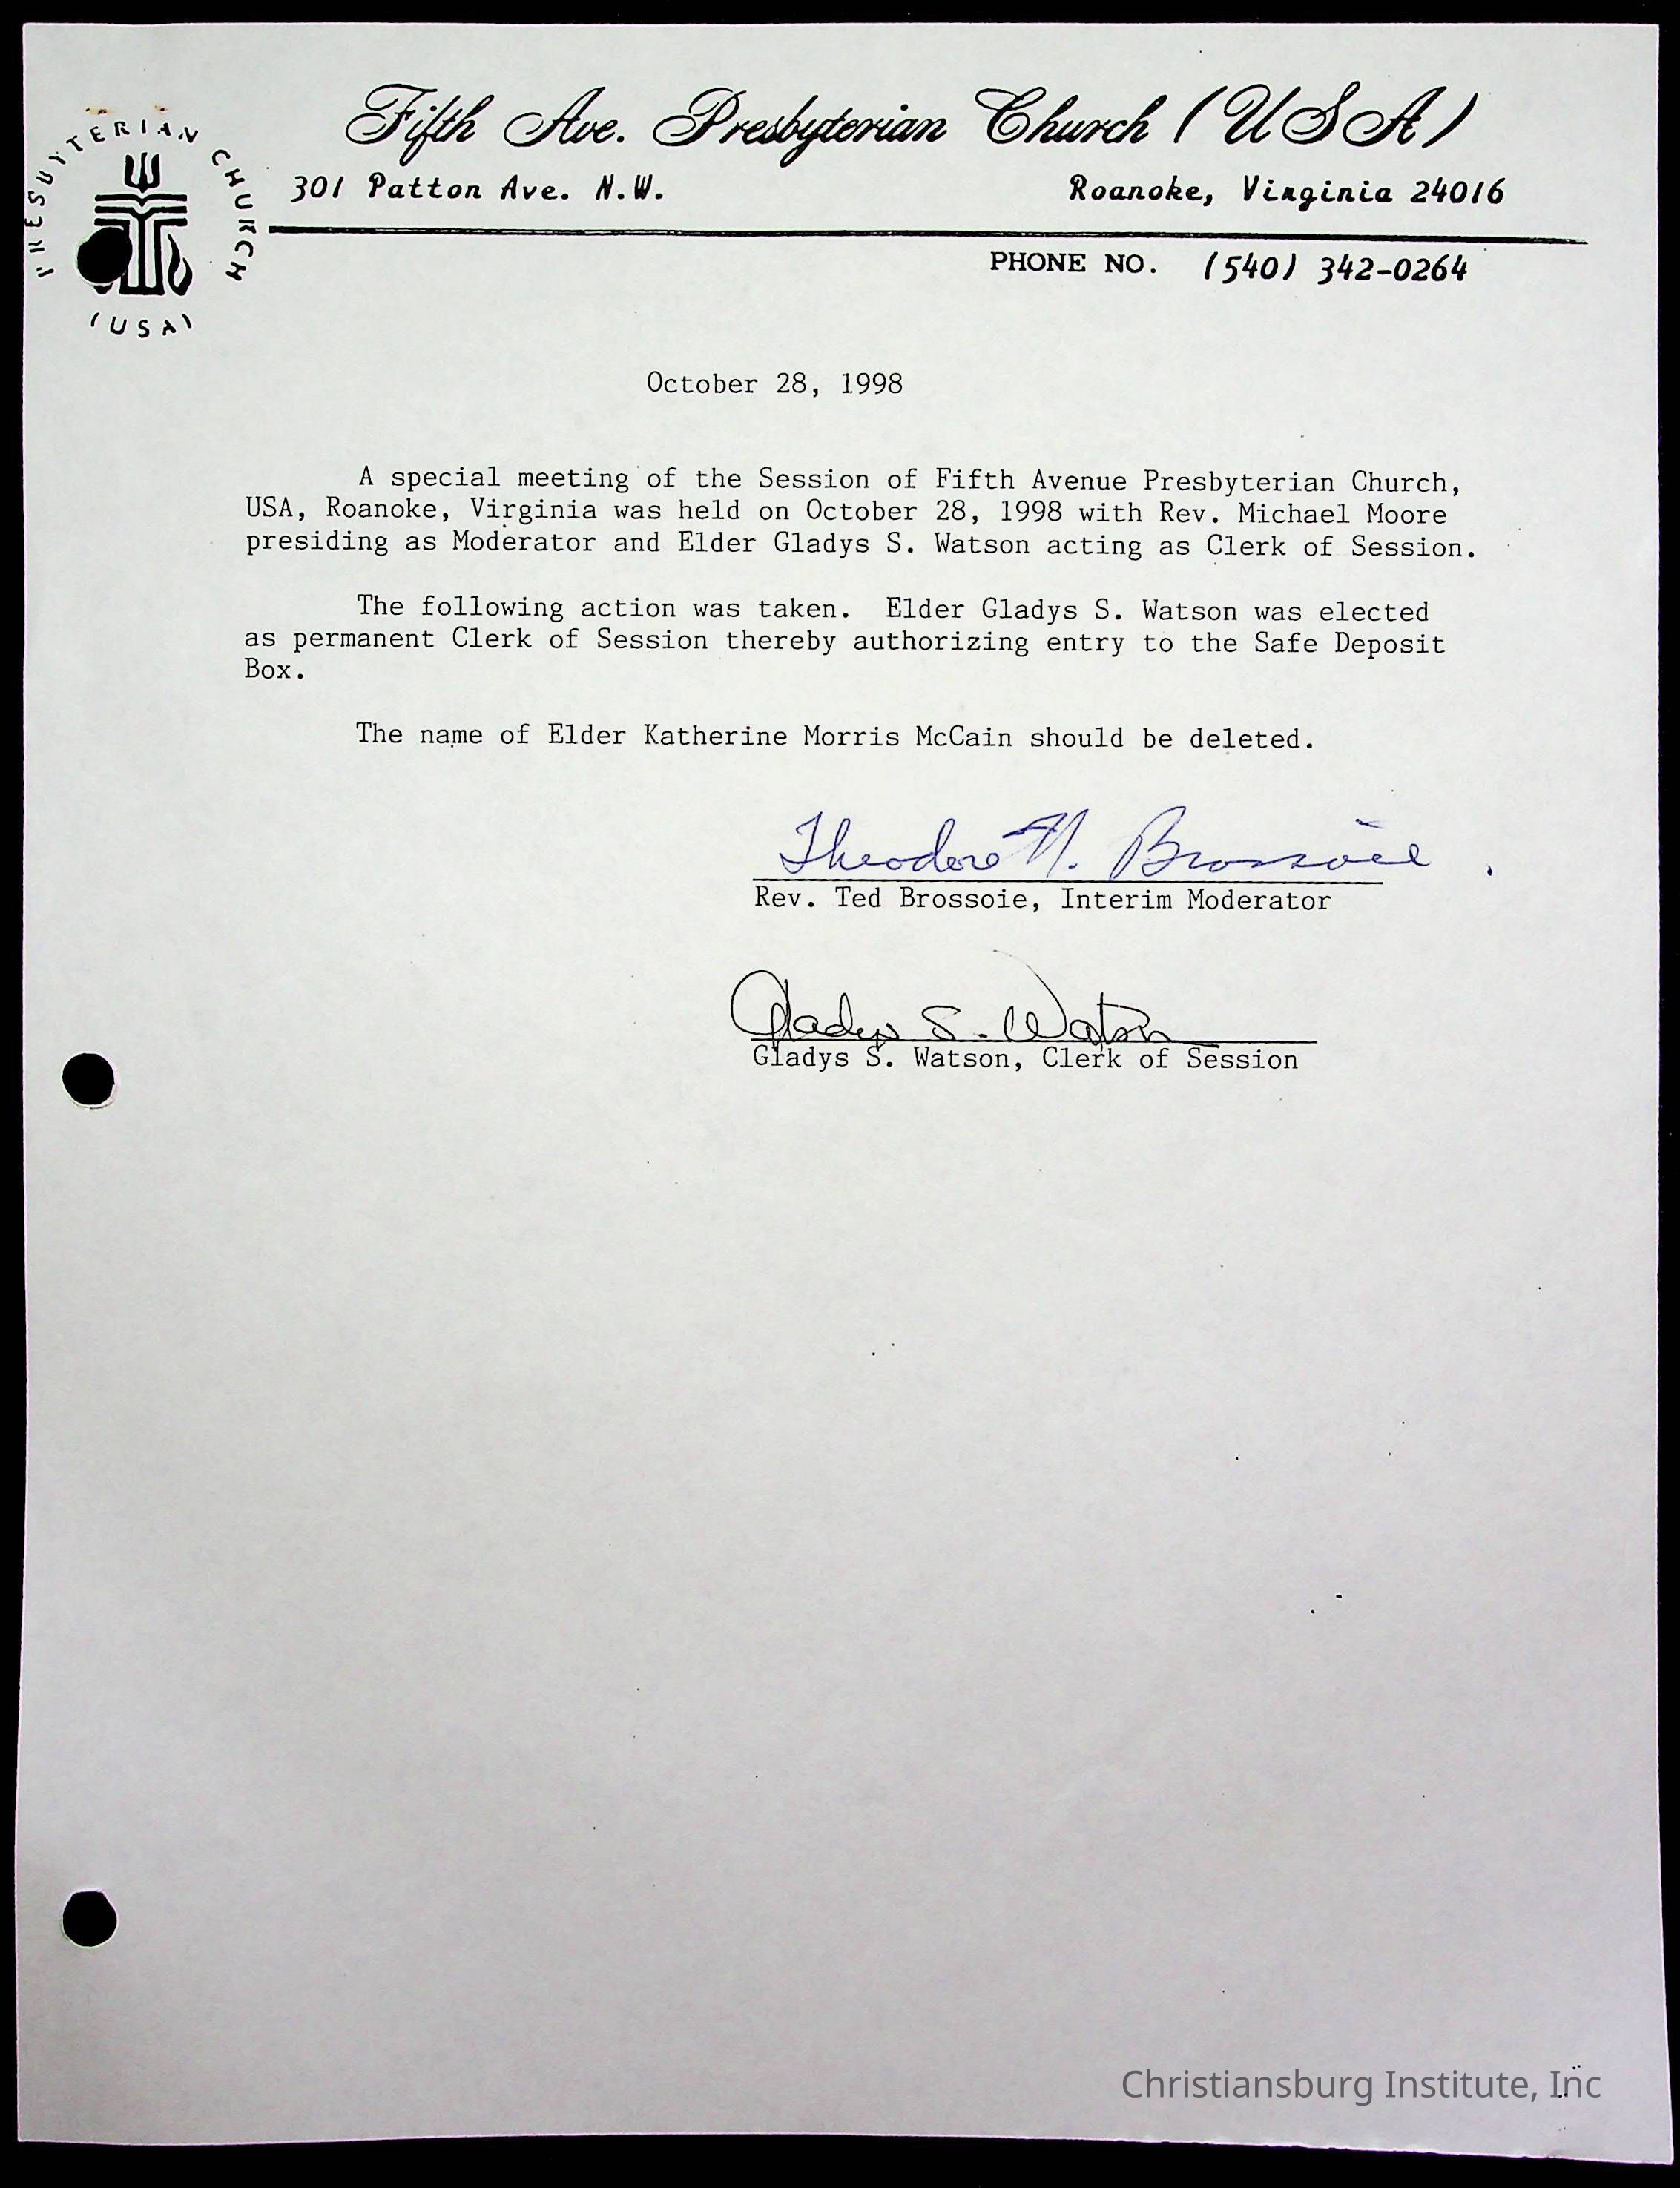 Fifth Ave. Presbyterian Church (USA)
PRESBYTERIAN CHURCH
(USA)
301 Patton Ave. N.W.
Roanoke, Virginia 24016
PHONE NO. (540) 342-0264
October 28, 1998
A special meeting of the Session of Fifth Avenue Presbyterian Church,
USA, Roanoke, Virginia was held on October 28, 1998 with Rev. Michael Moore
presiding as Moderator and Elder Gladys S. Watson acting as Clerk of Session.
The following action was taken. Elder Gladys S. Watson was elected
as permanent Clerk of Session thereby authorizing entry to the Safe Deposit
Box.
The name of Elder Katherine Morris McCain should be deleted.
Theodore N. Brossoie
Rev. Ted Brossoie, Interim Moderator
Gladys S. Watson
Gladys S. Watson, Clerk of Session
Christiansburg Institute, Inc